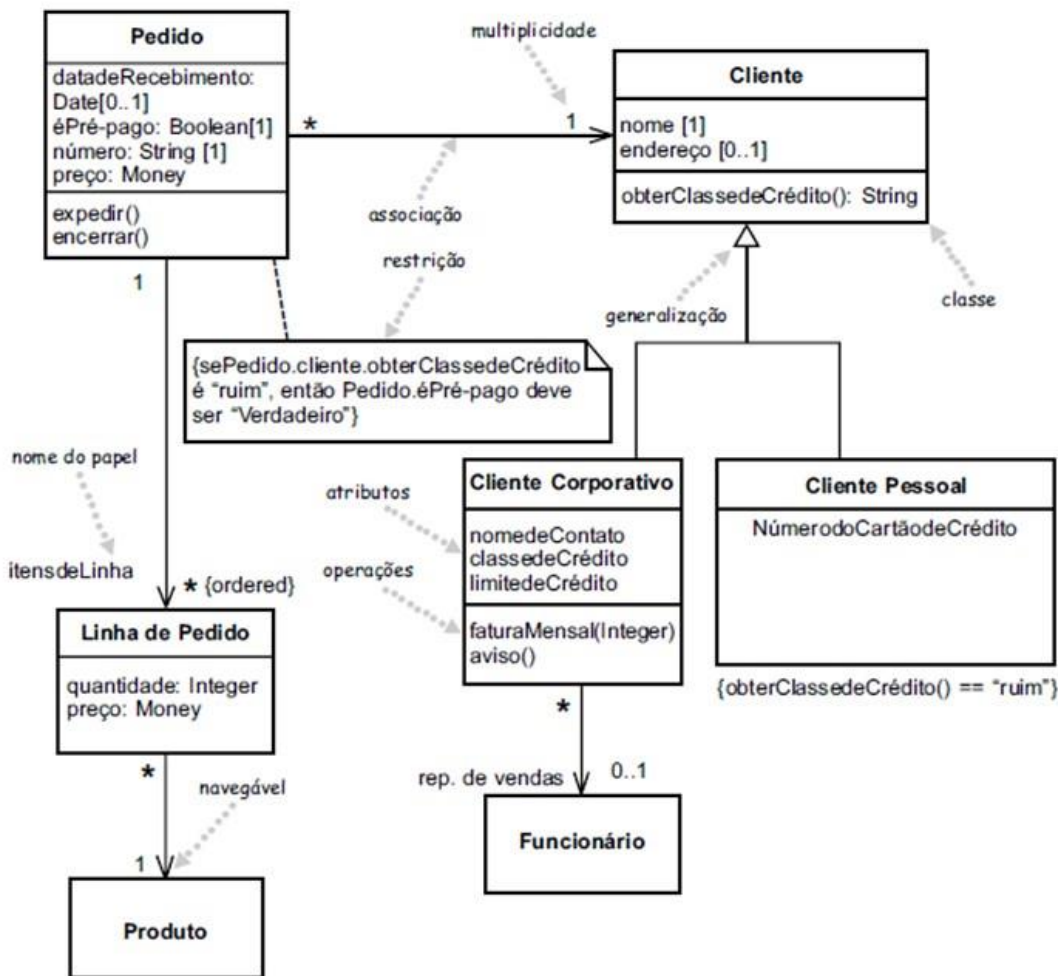 Pedido
datadeRecebimento:
Date[0..1]
éPré-pago: Boolean[1]
número: String [1]
preço: Money
expedir()
encerrar()
multiplicidade
*
1
associação
Cliente
nome [1]
endereço [0..1]
obterClassedeCrédito(): String
restrição
generalização
classe
1
{sePedido.cliente.obterClassedeCrédito
é “ruim”, então Pedido.éPré-pago deve
ser “Verdadeiro”}
nome do papel
itensdeLinha
* {ordered}
Linha de Pedido
quantidade: Integer
preço: Money
atributos
operações
Cliente Corporativo
nomedeContato
classedeCrédito
limitedeCrédito
faturaMensal(Integer)
aviso()
Cliente Pessoal
NúmerodoCartãodeCrédito
{obterClassedeCrédito() == “ruim”}
*
navegável
1
Produto
*
rep. de vendas
0..1
Funcionário